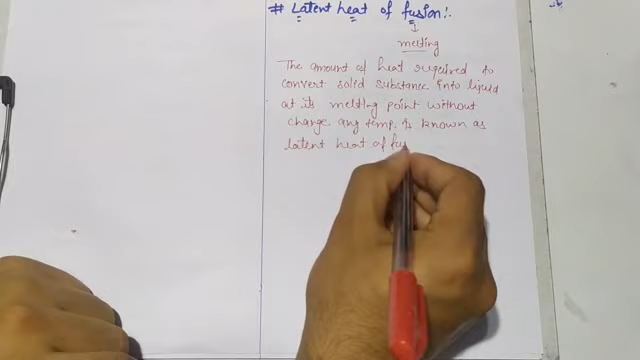 # Latent heat of fusion :-
melting
The amount of heat required to
convert solid substance into liquid
at its melting point without
change any temp. is known as
latent heat of fus